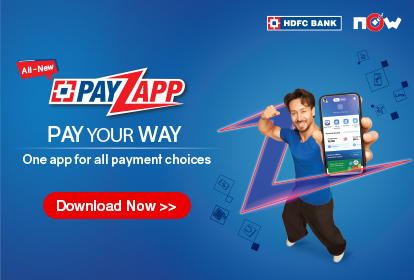 HDFC BANK
NOW
All-New
PAYZAPP
PAY YOUR WAY
One app for all payment choices
Download Now >>